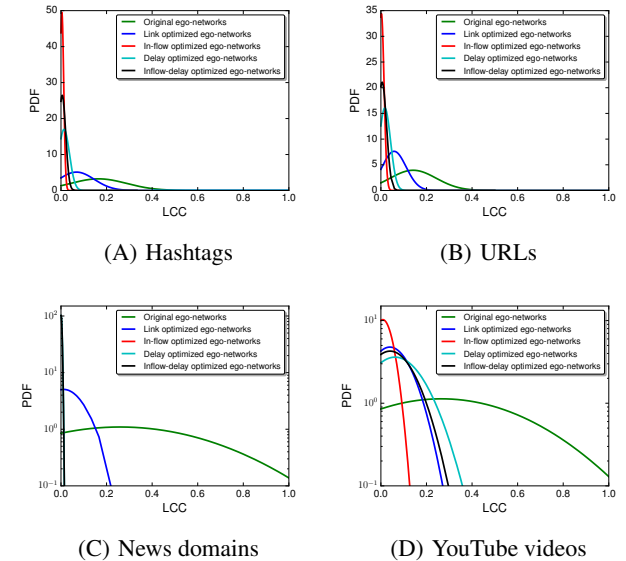 50
40
30
20
10
0
0.0 0.2 0.4 0.6 0.8 1.0
LCC
PDF
Original ego-networks
Link optimized ego-networks
In-flow optimized ego-networks
Delay optimized ego-networks
Inflow-delay optimized ego-networks
(A) Hashtags
35
30
25
20
15
10
5
0
0.0 0.2 0.4 0.6 0.8 1.0
LCC
PDF
Original ego-networks
Link optimized ego-networks
In-flow optimized ego-networks
Delay optimized ego-networks
Inflow-delay optimized ego-networks
(B) URLs
10²
10¹
10⁰
10⁻¹
0.0 0.2 0.4 0.6 0.8 1.0
LCC
PDF
Original ego-networks
Link optimized ego-networks
In-flow optimized ego-networks
Delay optimized ego-networks
Inflow-delay optimized ego-networks
(C) News domains
10¹
10⁰
10⁻¹
0.0 0.2 0.4 0.6 0.8 1.0
LCC
PDF
Original ego-networks
Link optimized ego-networks
In-flow optimized ego-networks
Delay optimized ego-networks
Inflow-delay optimized ego-networks
(D) YouTube videos